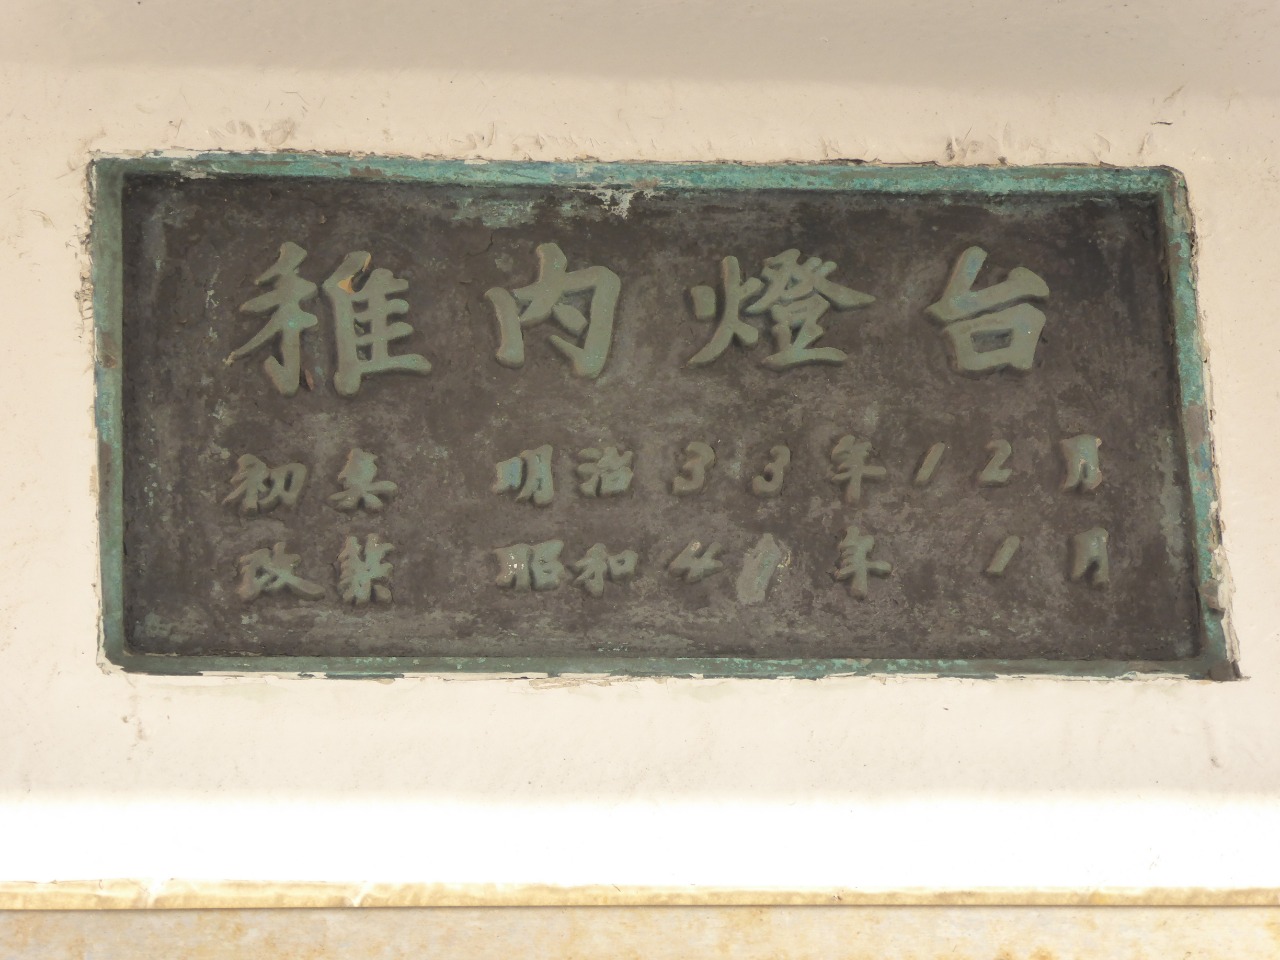 稚内燈台
初点 明治33年12月
改築 昭和41年 1月